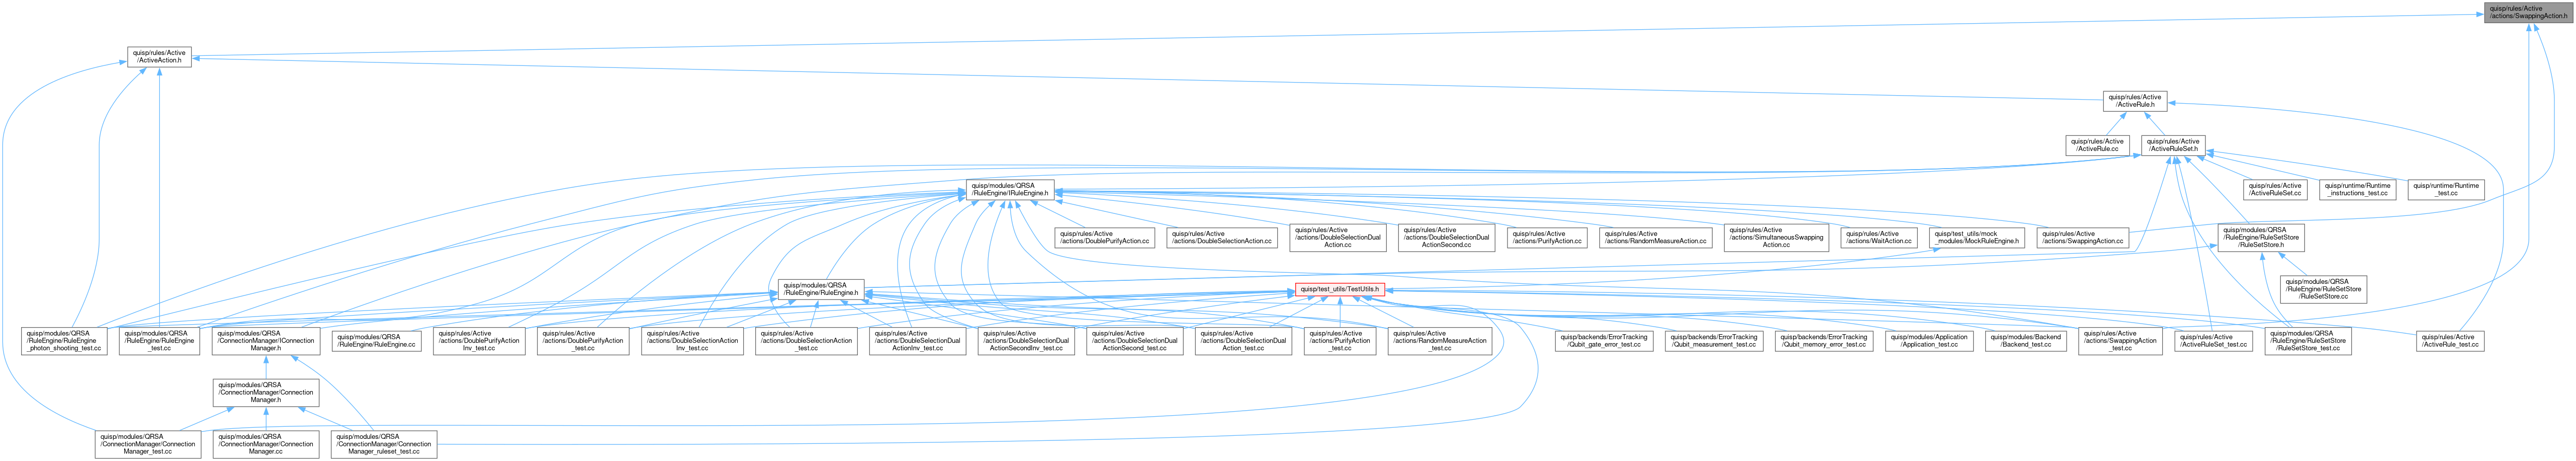 quisp/rules/Active
/actions/SwappingAction.h
quisp/rules/Active
/ActiveAction.h
quisp/rules/Active
/ActiveRule.h
quisp/rules/Active
/ActiveRule.cc
quisp/rules/Active
/ActiveRuleSet.h
quisp/modules/QRSA
/RuleEngine/IRuleEngine.h
quisp/rules/Active
/ActiveRuleSet.cc
quisp/runtime/Runtime
_instructions_test.cc
quisp/runtime/Runtime
_test.cc
quisp/rules/Active
/actions/DoublePurifyAction.cc
quisp/rules/Active
/actions/DoubleSelectionAction.cc
quisp/rules/Active
/actions/DoubleSelectionDual
Action.cc
quisp/rules/Active
/actions/DoubleSelectionDual
ActionSecond.cc
quisp/rules/Active
/actions/PurifyAction.cc
quisp/rules/Active
/actions/RandomMeasureAction.cc
quisp/rules/Active
/actions/SimultaneousSwapping
Action.cc
quisp/rules/Active
/actions/WaitAction.cc
quisp/test_utils/mock
_modules/MockRuleEngine.h
quisp/rules/Active
/actions/SwappingAction.cc
quisp/modules/QRSA
/RuleEngine/RuleSetStore
/RuleSetStore.h
quisp/modules/QRSA
/RuleEngine/RuleEngine.h
quisp/test_utils/TestUtils.h
quisp/modules/QRSA
/RuleEngine/RuleSetStore
/RuleSetStore.cc
quisp/modules/QRSA
/RuleEngine/RuleEngine
_photon_shooting_test.cc
quisp/modules/QRSA
/RuleEngine/RuleEngine
_test.cc
quisp/modules/QRSA
/ConnectionManager/IConnection
Manager.h
quisp/modules/QRSA
/RuleEngine/RuleEngine.cc
quisp/rules/Active
/actions/DoublePurifyAction
Inv_test.cc
quisp/rules/Active
/actions/DoublePurifyAction
_test.cc
quisp/rules/Active
/actions/DoubleSelectionAction
Inv_test.cc
quisp/rules/Active
/actions/DoubleSelectionAction
_test.cc
quisp/rules/Active
/actions/DoubleSelectionDual
ActionInv_test.cc
quisp/rules/Active
/actions/DoubleSelectionDual
ActionSecondInv_test.cc
quisp/rules/Active
/actions/DoubleSelectionDual
ActionSecond_test.cc
quisp/rules/Active
/actions/DoubleSelectionDual
Action_test.cc
quisp/rules/Active
/actions/PurifyAction
_test.cc
quisp/rules/Active
/actions/RandomMeasureAction
_test.cc
quisp/backends/ErrorTracking
/Qubit_gate_error_test.cc
quisp/backends/ErrorTracking
/Qubit_measurement_test.cc
quisp/backends/ErrorTracking
/Qubit_memory_error_test.cc
quisp/modules/Application
/Application_test.cc
quisp/modules/Backend
/Backend_test.cc
quisp/rules/Active
/actions/SwappingAction
_test.cc
quisp/rules/Active
/ActiveRuleSet_test.cc
quisp/modules/QRSA
/RuleEngine/RuleSetStore
/RuleSetStore_test.cc
quisp/rules/Active
/ActiveRule_test.cc
quisp/modules/QRSA
/ConnectionManager/Connection
Manager.h
quisp/modules/QRSA
/ConnectionManager/Connection
Manager_test.cc
quisp/modules/QRSA
/ConnectionManager/Connection
Manager.cc
quisp/modules/QRSA
/ConnectionManager/Connection
Manager_ruleset_test.cc